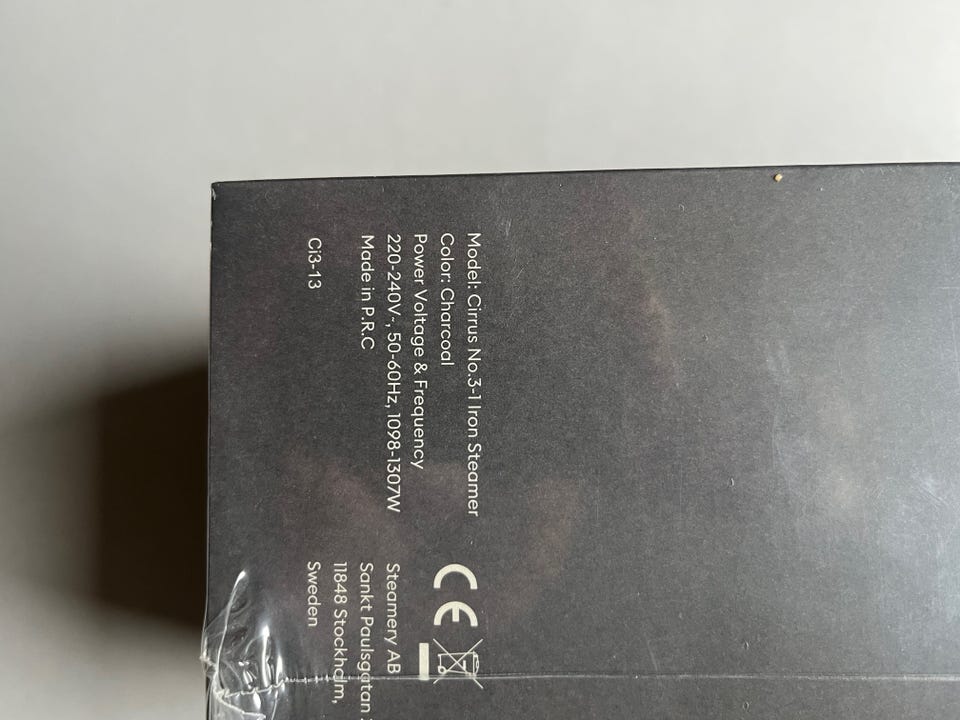 Model: Cirrus No.3-1 Iron Steamer
Color: Charcoal
Power Voltage & Frequency
220-240V~, 50-60Hz, 1098-1307W
Made in P.R.C
Ci3-13
CE
Steamery AB
Sankt Paulsgatan
11848 Stockholm,
Sweden